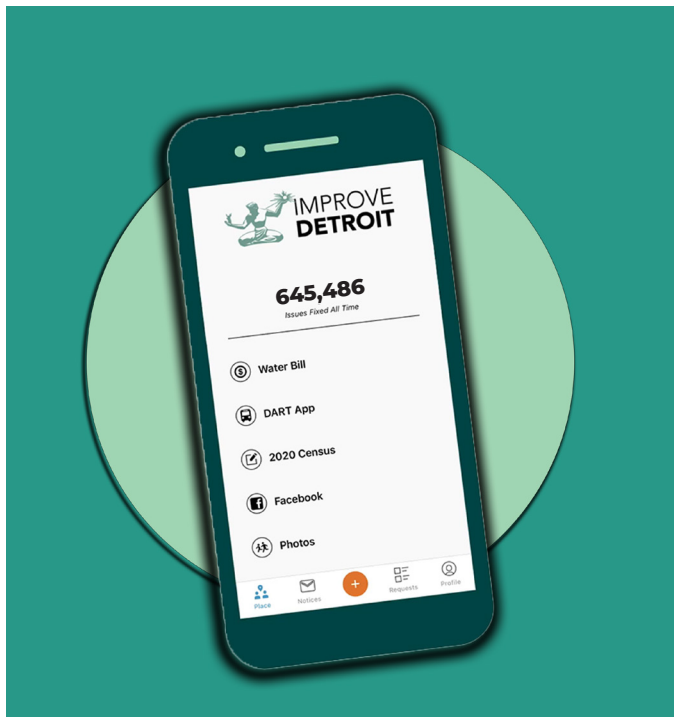 IMPROVE
DETROIT
645,486
Issues Fixed All Time
Water Bill
DART App
2020 Census
Facebook
Photos
Place Notices Requests Profile